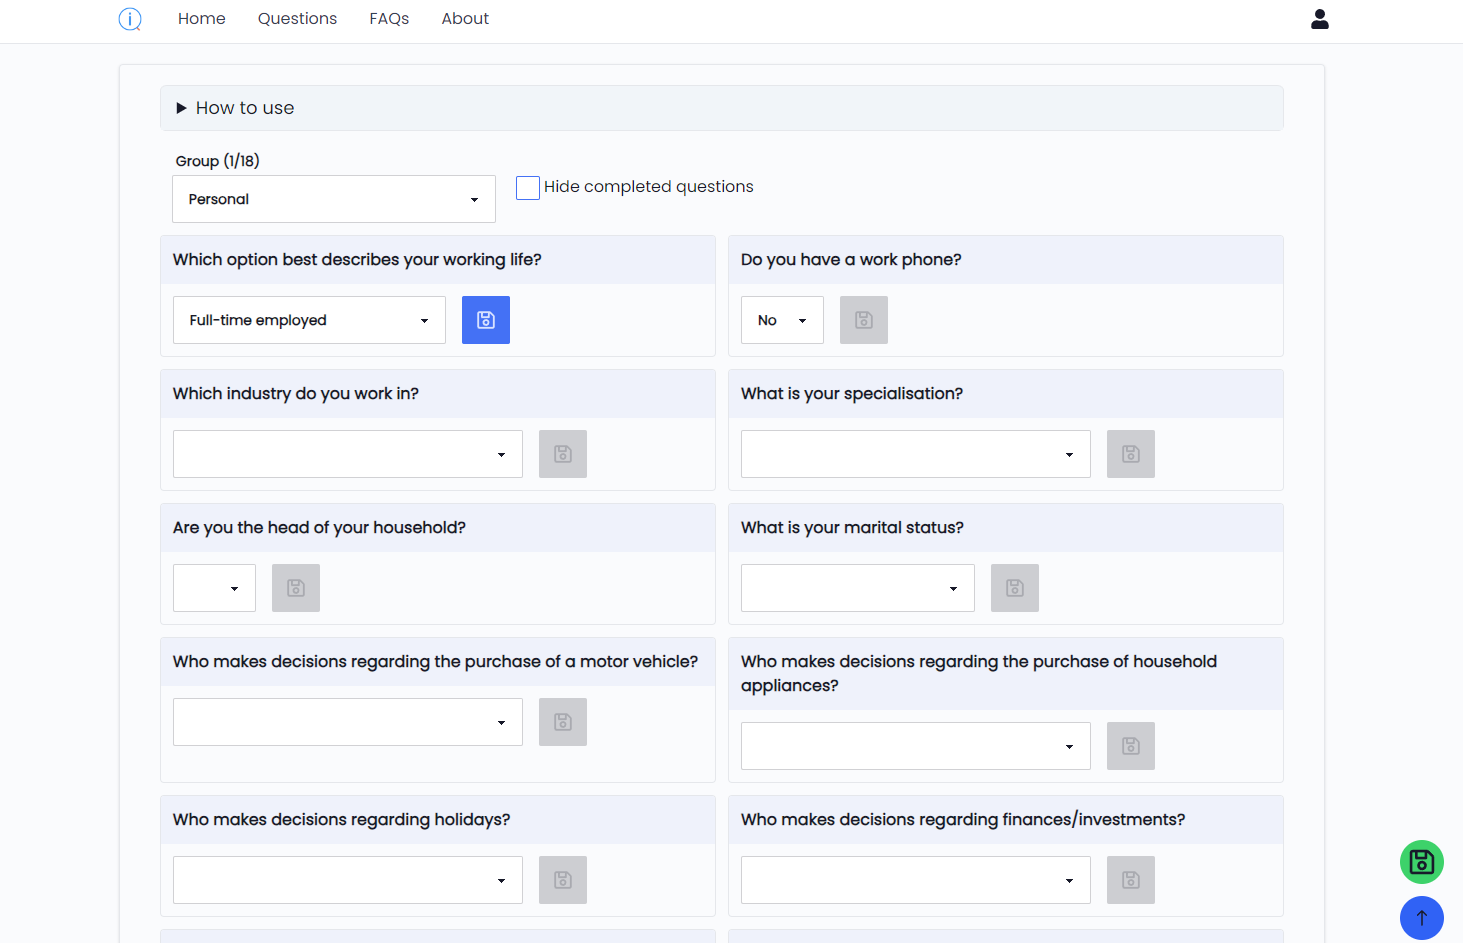 Home Questions FAQs About
How to use
Group (1/18)
Personal
Hide completed questions
Which option best describes your working life?
Full-time employed
Do you have a work phone?
No
Which industry do you work in?
What is your specialisation?
Are you the head of your household?
What is your marital status?
Who makes decisions regarding the purchase of a motor vehicle?
Who makes decisions regarding the purchase of household
appliances?
Who makes decisions regarding holidays?
Who makes decisions regarding finances/investments?